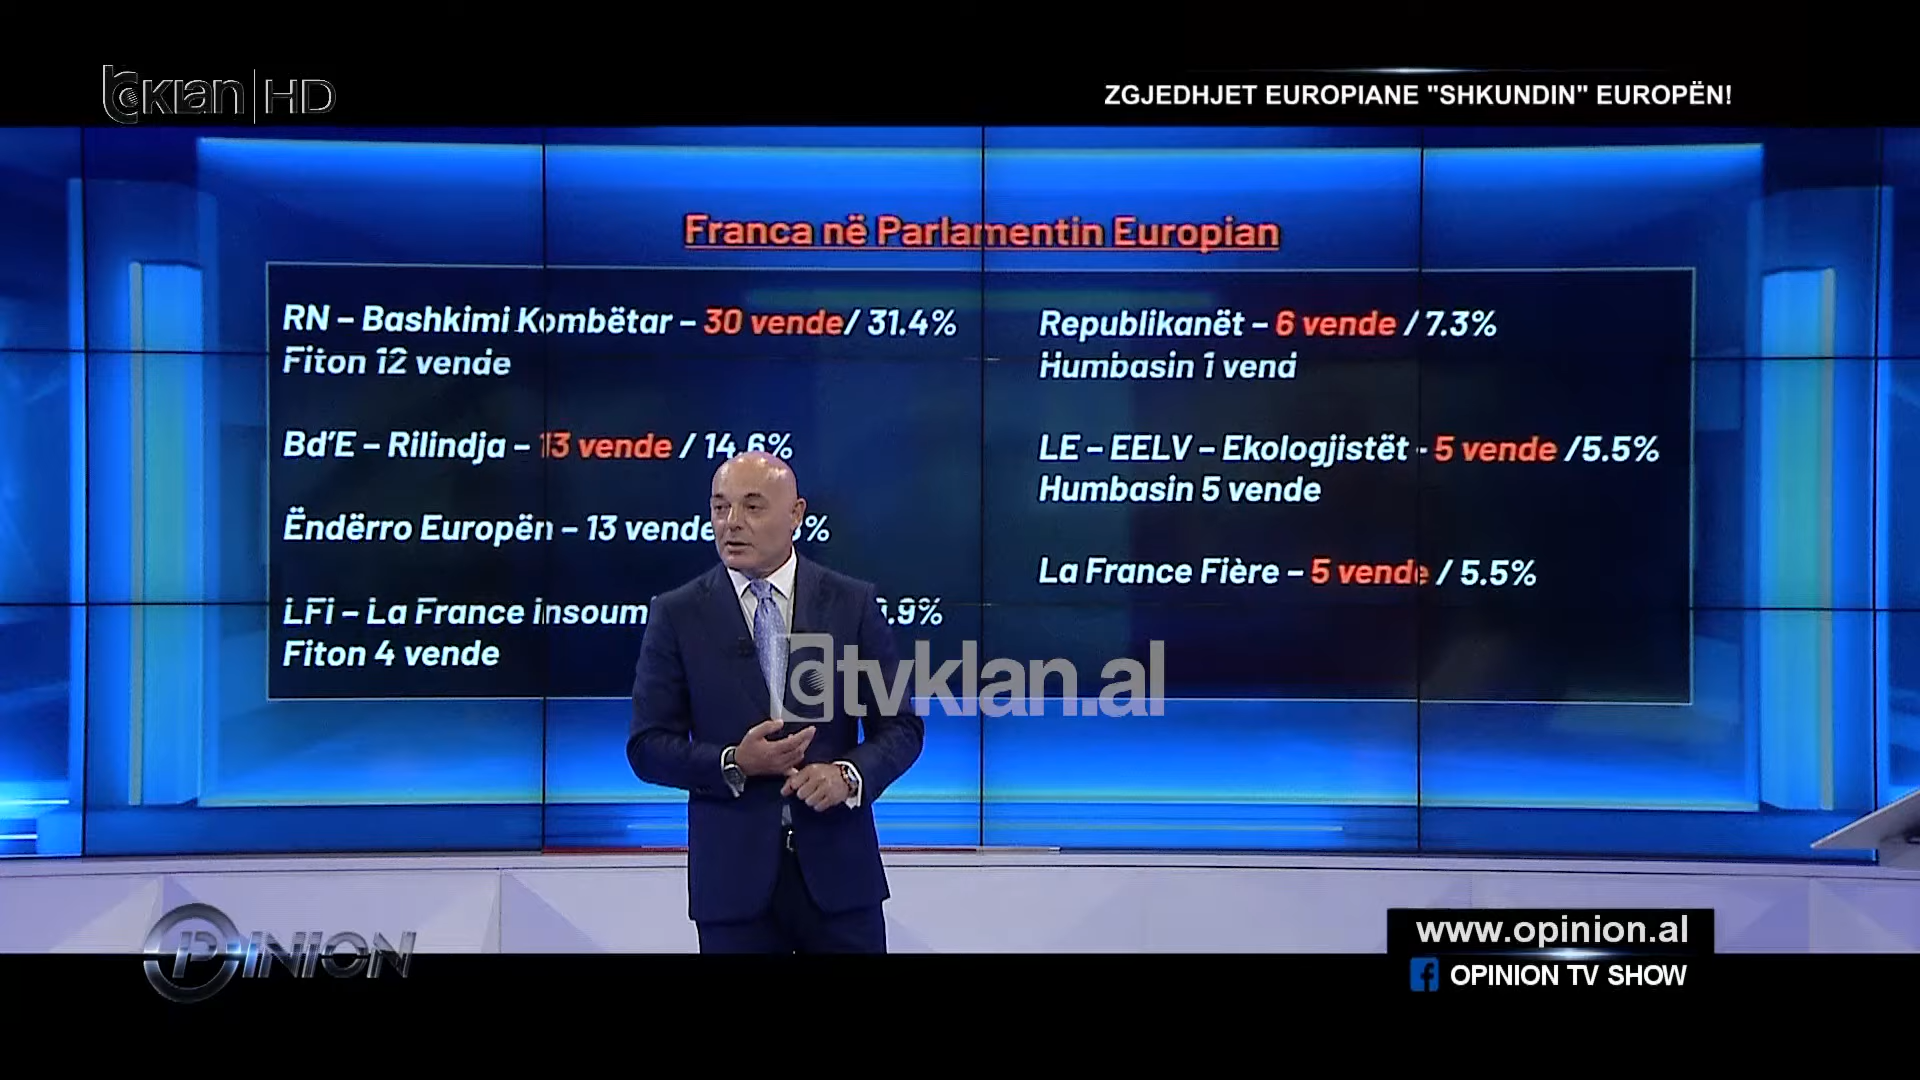 tvklan HD
ZGJEDHJET EUROPIANE "SHKUNDIN" EUROPËN!
Franca në Parlamentin Europian
RN – Bashkimi Kombëtar – 30 vende/ 31.4%
Fiton 12 vende
Bd'E – Rilindja – 13 vende / 14.6%
Ëndërro Europën – 13 vende
LFi – La France insoum .9%
Fiton 4 vende
Republikanët – 6 vende / 7.3%
Humbasin 1 vend
LE – EELV – Ekologjistët - 5 vende /5.5%
Humbasin 5 vende
La France Fière – 5 vende / 5.5%
tvklan.al
OPINION
www.opinion.al
OPINION TV SHOW